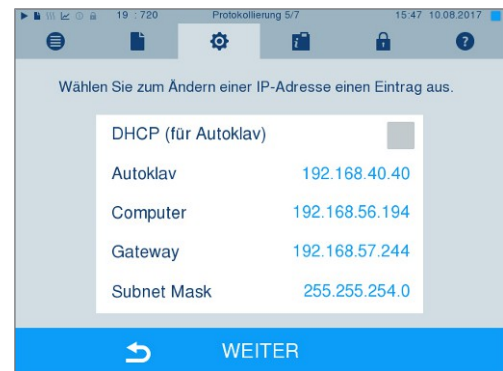 19 : 720 Protokollierung 5/7 15:47 10.08.2017
Wählen Sie zum Ändern einer IP-Adresse einen Eintrag aus.
DHCP (für Autoklav)
Autoklav 192.168.40.40
Computer 192.168.56.194
Gateway 192.168.57.244
Subnet Mask 255.255.254.0
WEITER